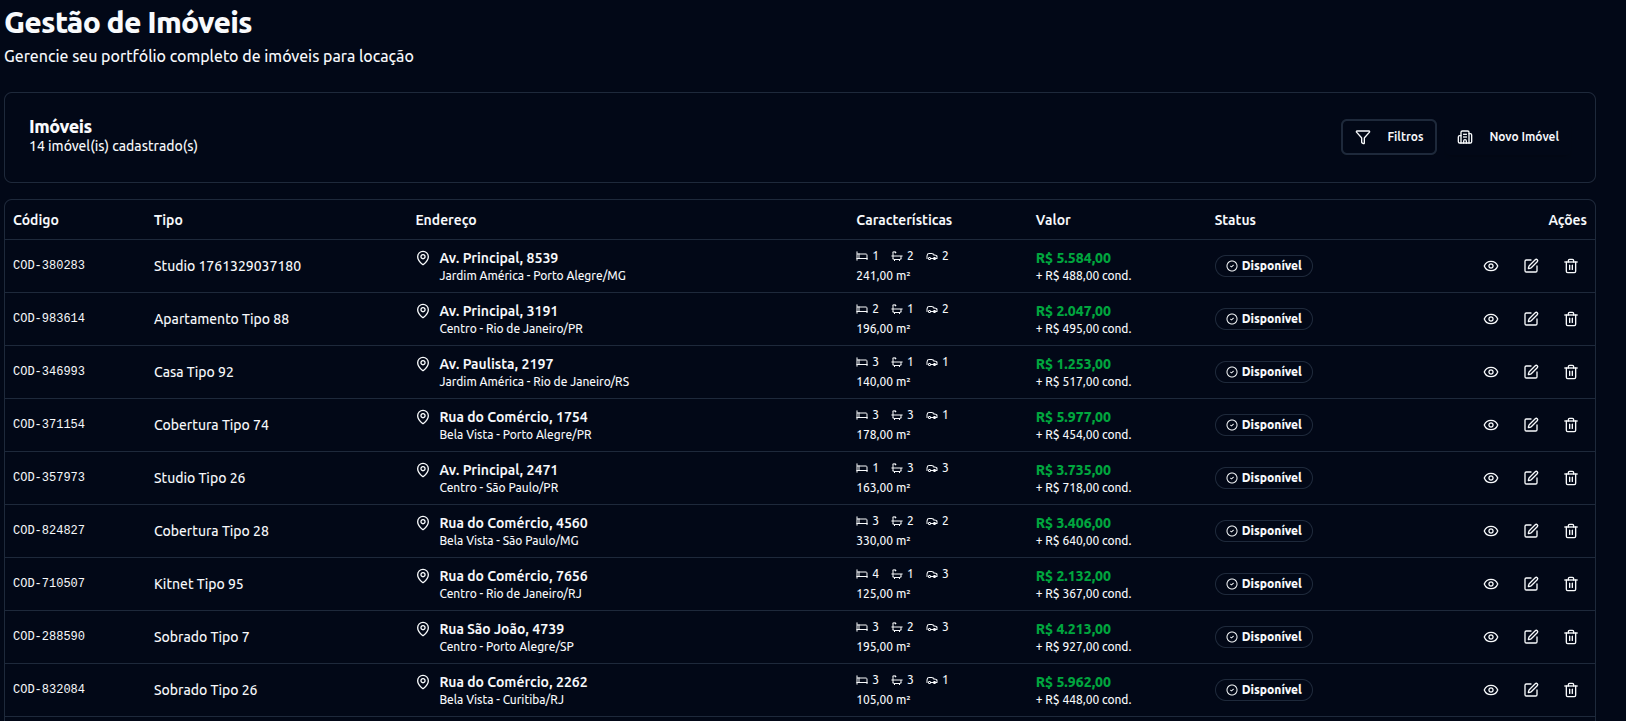 Gestão de Imóveis
Gerencie seu portfólio completo de imóveis para locação
Imóveis
14 imóvel(is) cadastrado(s)
Filtros
Novo Imóvel
Código Tipo Endereço Características Valor Status Ações
COD-380283 Studio 1761329037180 Av. Principal, 8539 1 2 2 R$ 5.584,00 Disponível
Jardim América - Porto Alegre/MG 241,00 m² + R$ 488,00 cond.
COD-983614 Apartamento Tipo 88 Av. Principal, 3191 2 1 2 R$ 2.047,00 Disponível
Centro - Rio de Janeiro/PR 196,00 m² + R$ 495,00 cond.
COD-346993 Casa Tipo 92 Av. Paulista, 2197 3 1 1 R$ 1.253,00 Disponível
Jardim América - Rio de Janeiro/RS 140,00 m² + R$ 517,00 cond.
COD-371154 Cobertura Tipo 74 Rua do Comércio, 1754 3 3 1 R$ 5.977,00 Disponível
Bela Vista - Porto Alegre/PR 178,00 m² + R$ 454,00 cond.
COD-357973 Studio Tipo 26 Av. Principal, 2471 1 3 3 R$ 3.735,00 Disponível
Centro - São Paulo/PR 163,00 m² + R$ 718,00 cond.
COD-824827 Cobertura Tipo 28 Rua do Comércio, 4560 3 2 2 R$ 3.406,00 Disponível
Bela Vista - São Paulo/MG 330,00 m² + R$ 640,00 cond.
COD-710507 Kitnet Tipo 95 Rua do Comércio, 7656 4 1 3 R$ 2.132,00 Disponível
Centro - Rio de Janeiro/RJ 125,00 m² + R$ 367,00 cond.
COD-288590 Sobrado Tipo 7 Rua São João, 4739 3 2 3 R$ 4.213,00 Disponível
Centro - Porto Alegre/SP 195,00 m² + R$ 927,00 cond.
COD-832084 Sobrado Tipo 26 Rua do Comércio, 2262 3 3 1 R$ 5.962,00 Disponível
Bela Vista - Curitiba/RJ 105,00 m² + R$ 448,00 cond.